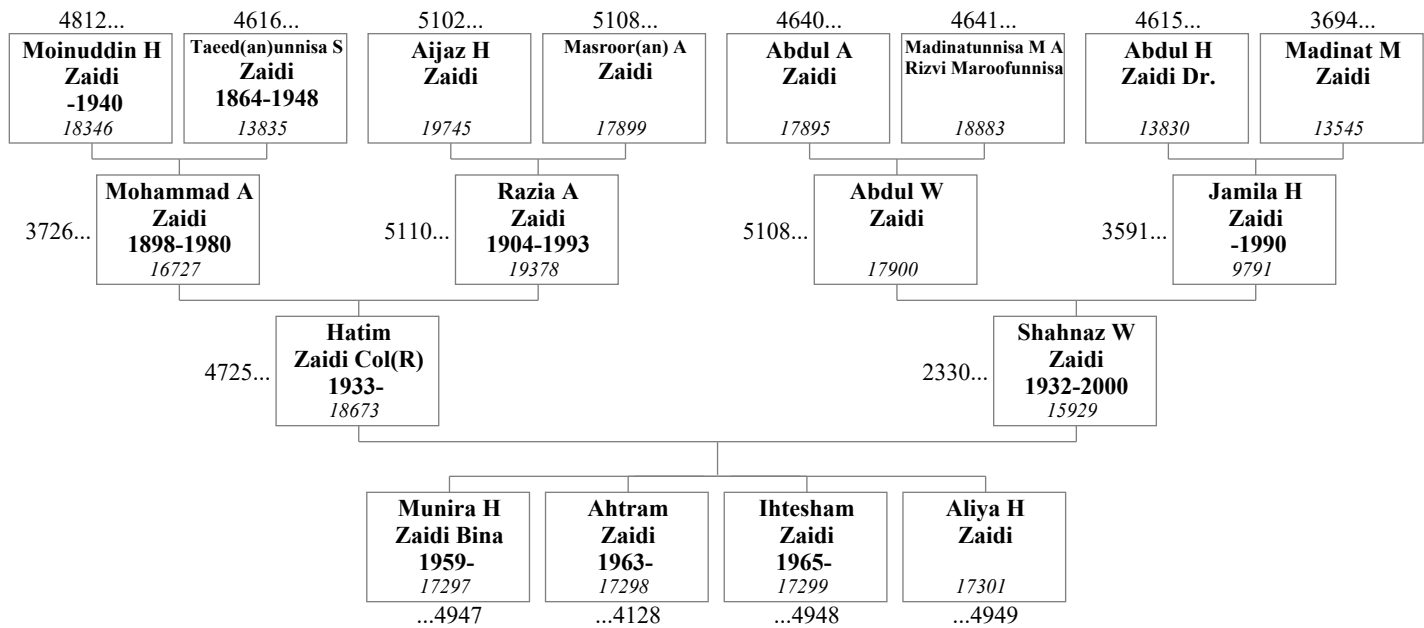 4812...
4616...
5102...
5108...
4640...
4641...
4615...
3694...
Moinuddin H
Zaidi
-1940
18346
Taeed(an)unnisa S
Zaidi
1864-1948
13835
Aijaz H
Zaidi
19745
Masroor(an) A
Zaidi
17899
Abdul A
Zaidi
17895
Madinatunnisa M A
Rizvi Maroofunnisa
18883
Abdul H
Zaidi Dr.
13830
Madinat M
Zaidi
13545
3726...
Mohammad A
Zaidi
1898-1980
16727
5110...
Razia A
Zaidi
1904-1993
19378
5108...
Abdul W
Zaidi
17900
3591...
Jamila H
Zaidi
-1990
9791
4725...
Hatim
Zaidi Col(R)
1933-
18673
2330...
Shahnaz W
Zaidi
1932-2000
15929
Munira H
Zaidi Bina
1959-
17297
...4947
Ahtram
Zaidi
1963-
17298
...4128
Ihtesham
Zaidi
1965-
17299
...4948
Aliya H
Zaidi
17301
...4949